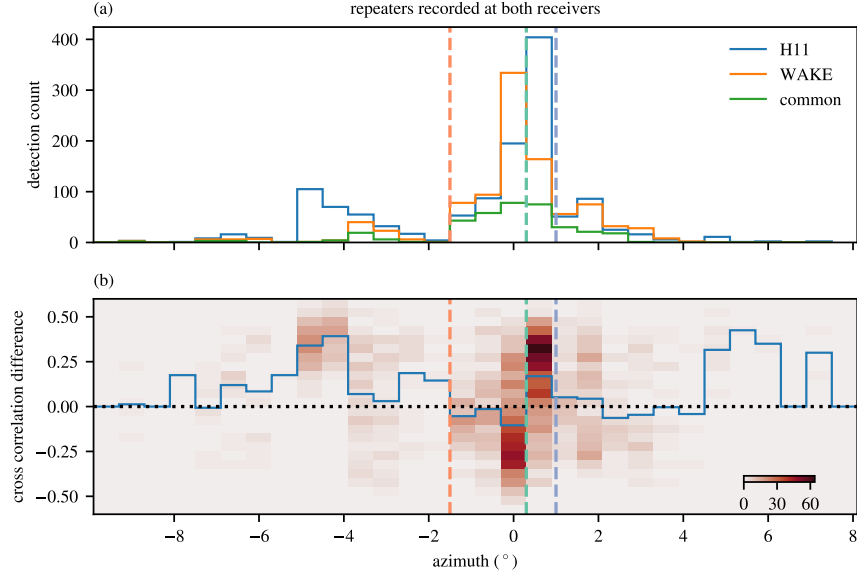 (a)
repeaters recorded at both receivers
400
300
200
100
0
detection count
H11
WAKE
common
(b)
0.50
0.25
0.00
−0.25
−0.50
cross correlation difference
0 30 60
−8 −6 −4 −2 0 2 4 6 8
azimuth (°)